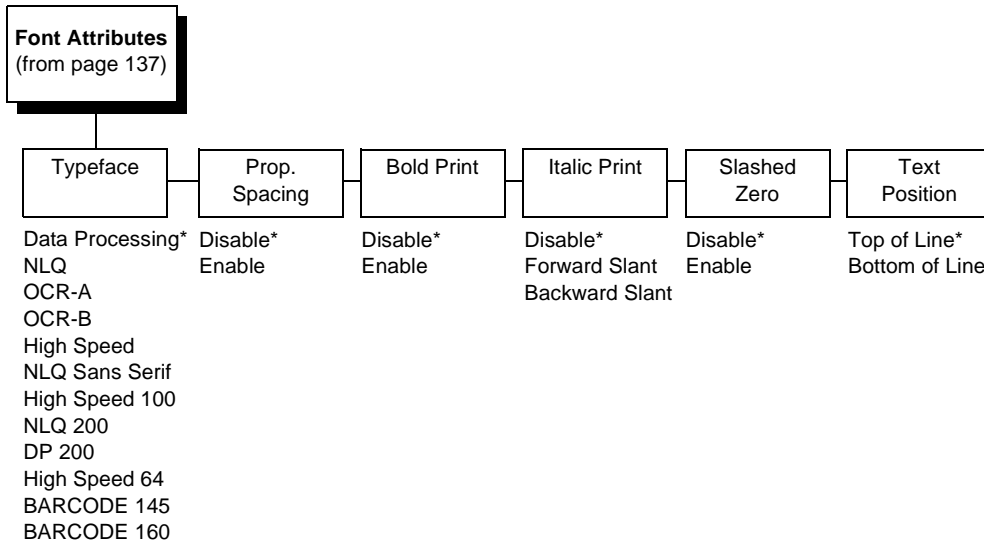 Font Attributes
(from page 137)
Typeface
Prop.
Spacing
Bold Print
Italic Print
Slashed
Zero
Text
Position
Data Processing*
NLQ
OCR-A
OCR-B
High Speed
NLQ Sans Serif
High Speed 100
NLQ 200
DP 200
High Speed 64
BARCODE 145
BARCODE 160
Disable*
Enable
Disable*
Enable
Disable*
Forward Slant
Backward Slant
Disable*
Enable
Top of Line*
Bottom of Line